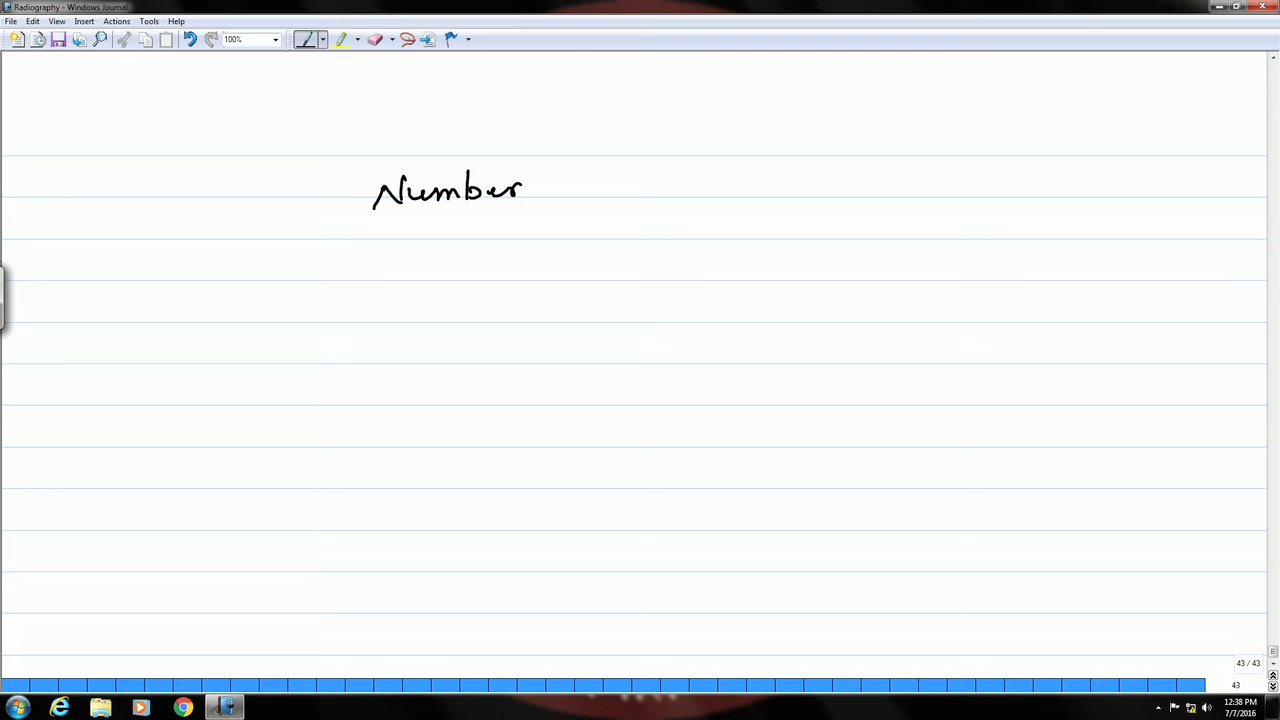 Radiography - Windows Journal
File Edit View Insert Actions Tools Help
100%
Number
43 / 43
43
12:38 PM
7/7/2016